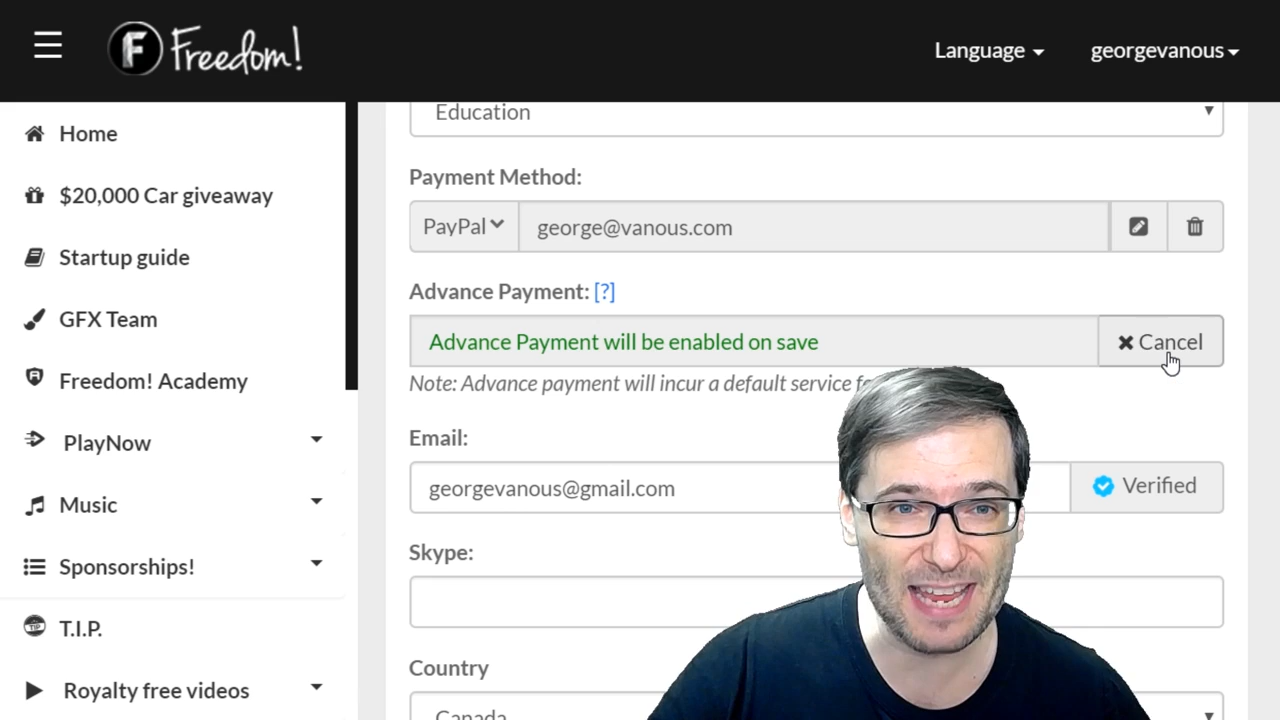 F Freedom!
Language
georgevanous
Home
$20,000 Car giveaway
Startup guide
GFX Team
Freedom! Academy
PlayNow
Music
Sponsorships!
TIP T.I.P.
Royalty free videos
Education
Payment Method:
PayPal george@vanous.com
Advance Payment: [?]
Advance Payment will be enabled on save Cancel
Note: Advance payment will incur a default service
Email:
georgevanous@gmail.com Verified
Skype:
Country
Canada